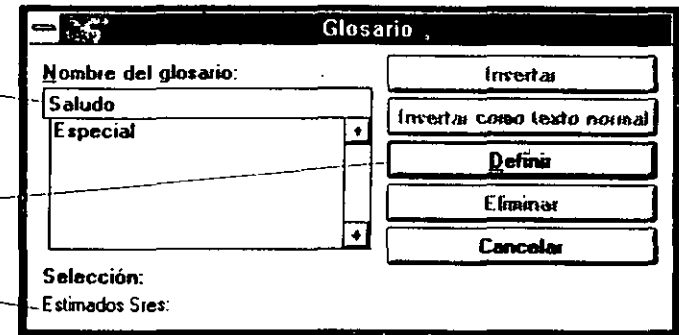 Glosario
Nombre del glosario:
Saludo
Especial
Insertar
Insertar como texto normal
Definir
Eliminar
Cancelar
Selección:
Estimados Sres: